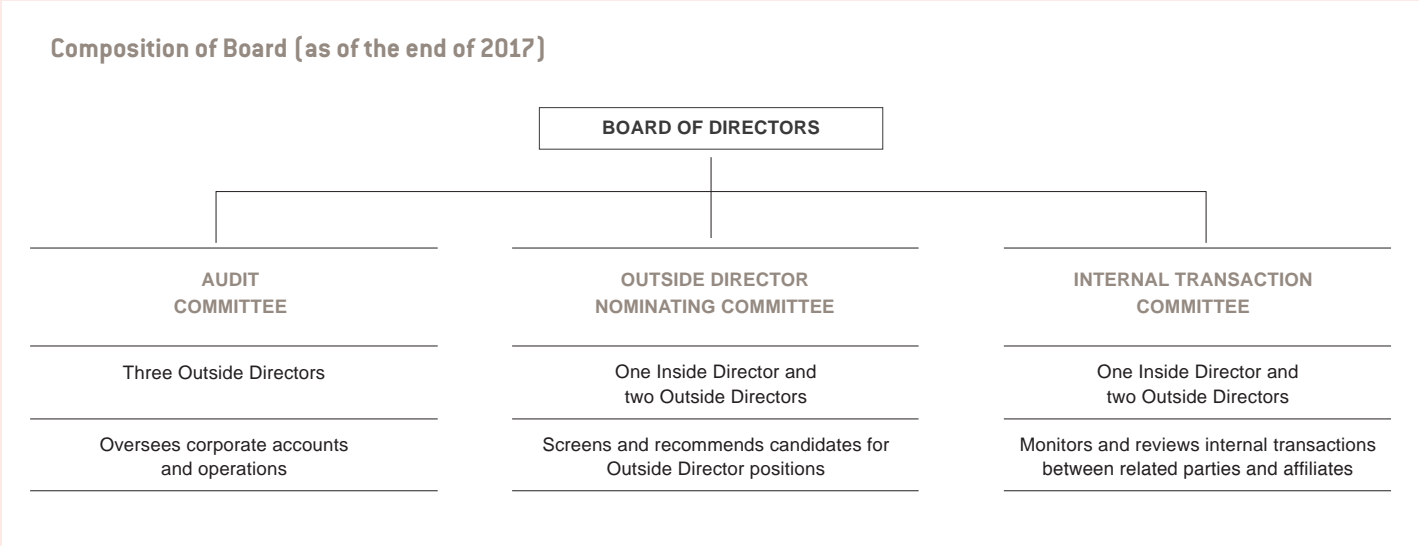 Composition of Board (as of the end of 2017)
BOARD OF DIRECTORS
AUDIT
COMMITTEE
Three Outside Directors
Oversees corporate accounts
and operations
OUTSIDE DIRECTOR
NOMINATING COMMITTEE
One Inside Director and
two Outside Directors
Screens and recommends candidates for
Outside Director positions
INTERNAL TRANSACTION
COMMITTEE
One Inside Director and
two Outside Directors
Monitors and reviews internal transactions
between related parties and affiliates